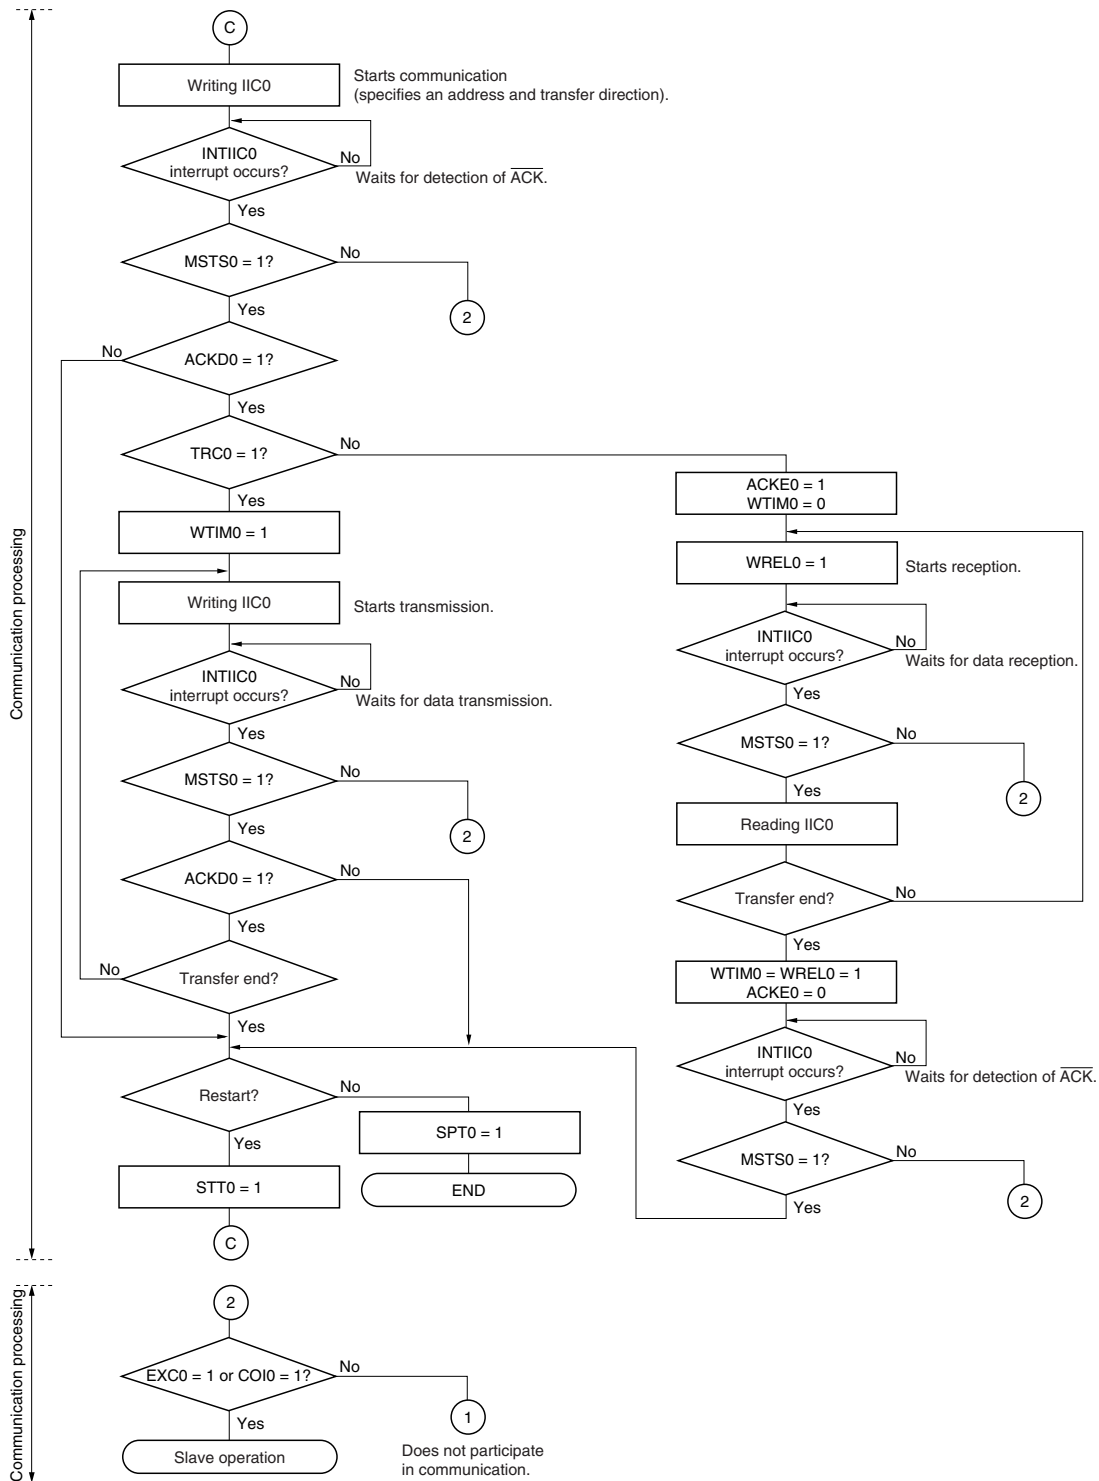 C
Writing IIC0
Starts communication
(specifies an address and transfer direction).
INTIIC0
interrupt occurs?
No
Waits for detection of ACK.
Yes
MSTS0 = 1?
No
2
Yes
No
ACKD0 = 1?
Yes
TRC0 = 1?
No
Yes
WTIM0 = 1
Writing IIC0
Starts transmission.
INTIIC0
interrupt occurs?
No
Waits for data transmission.
Yes
MSTS0 = 1?
No
2
Yes
ACKD0 = 1?
No
Yes
No
Transfer end?
Yes
Restart?
No
SPT0 = 1
END
Yes
STT0 = 1
C
ACKE0 = 1
WTIM0 = 0
WREL0 = 1
Starts reception.
INTIIC0
interrupt occurs?
No
Waits for data reception.
Yes
MSTS0 = 1?
No
2
Yes
Reading IIC0
Transfer end?
No
Yes
WTIM0 = WREL0 = 1
ACKE0 = 0
INTIIC0
interrupt occurs?
No
Waits for detection of ACK.
Yes
MSTS0 = 1?
No
2
Yes
Communication processing
2
EXC0 = 1 or COI0 = 1?
No
1
Does not participate
in communication.
Yes
Slave operation
Communication processing